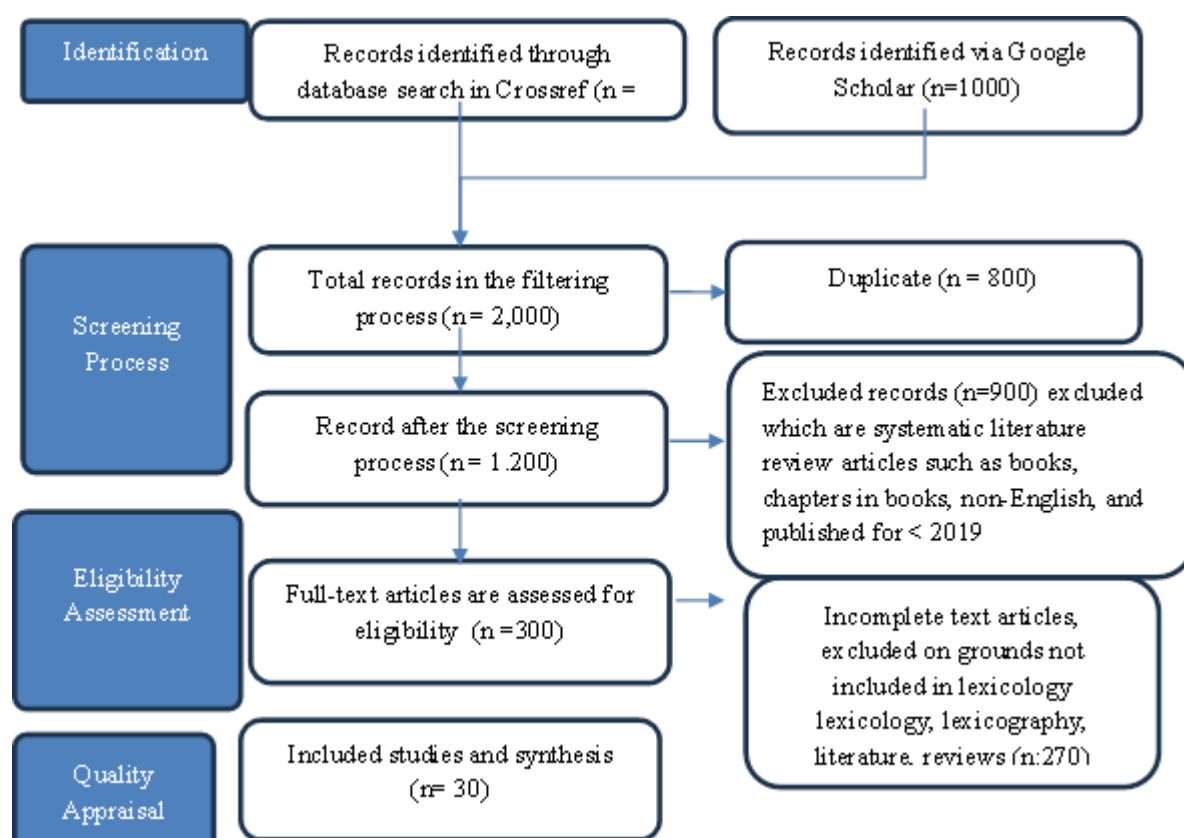 Identification
Records identified through
database search in Crossref (n =
Records identified via Google
Scholar (n=1000)
Screening
Process
Total records in the filtering
process (n= 2,000)
Duplicate (n = 800)
Record after the screening
process (n= 1.200)
Excluded records (n=900) excluded
which are systematic literature
review articles such as books,
chapters in books, non-English, and
published for < 2019
Eligibility
Assessment
Full-text articles are assessed for
eligibility (n =300)
Incomplete text articles,
excluded on grounds not
included in lexicology
lexicology, lexicography,
literature, reviews (n:270)
Quality
Appraisal
Included studies and synthesis
(n= 30)